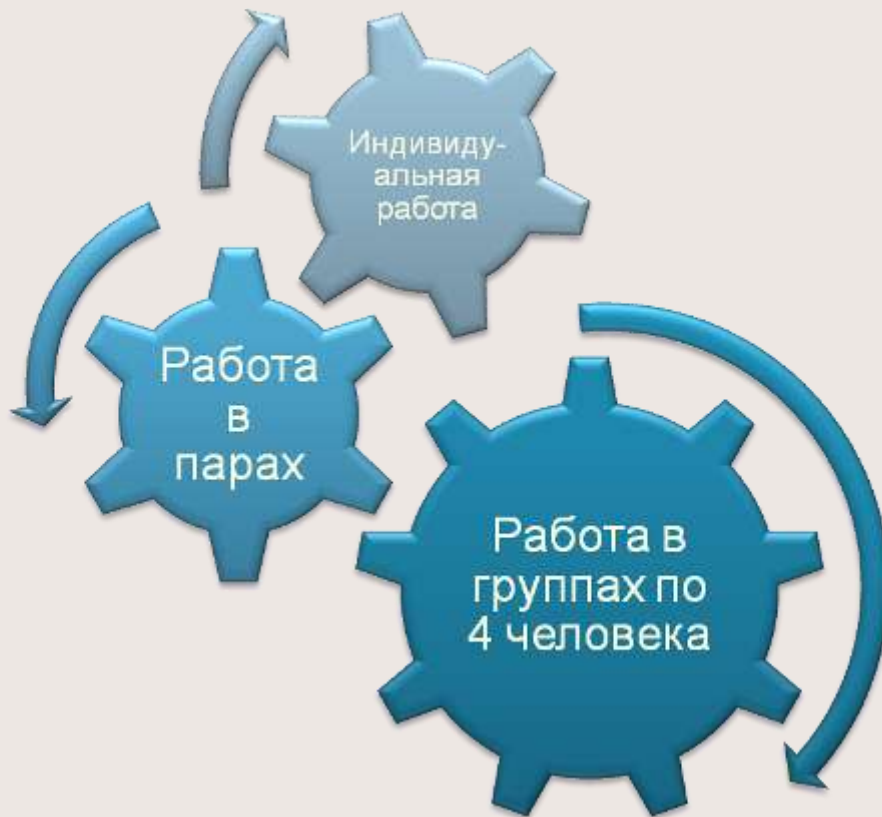 Индивиду-
альная
работа
Работа
в
парах
Работа в
группах по
4 человека